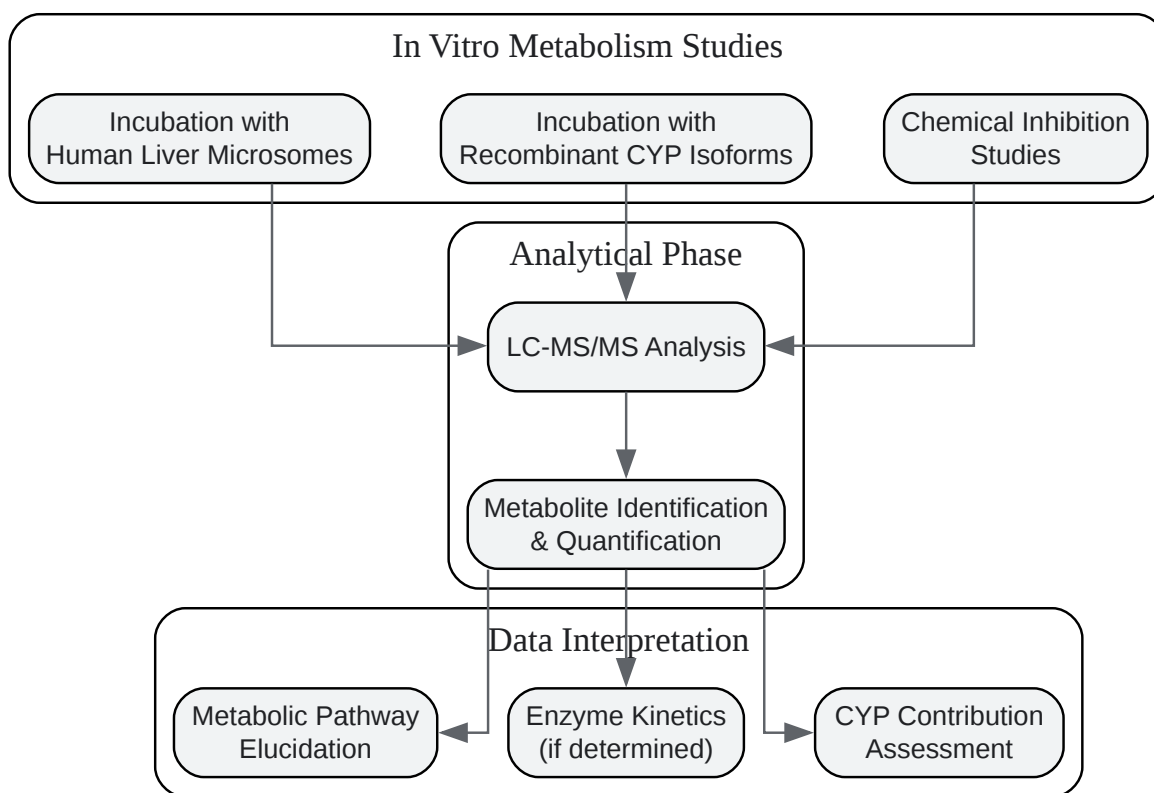 In Vitro Metabolism Studies
Incubation with
Human Liver Microsomes
Incubation with
Recombinant CYP Isoforms
Chemical Inhibition
Studies
Analytical Phase
LC-MS/MS Analysis
Metabolite Identification
& Quantification
Data Interpretation
Metabolic Pathway
Elucidation
Enzyme Kinetics
(if determined)
CYP Contribution
Assessment